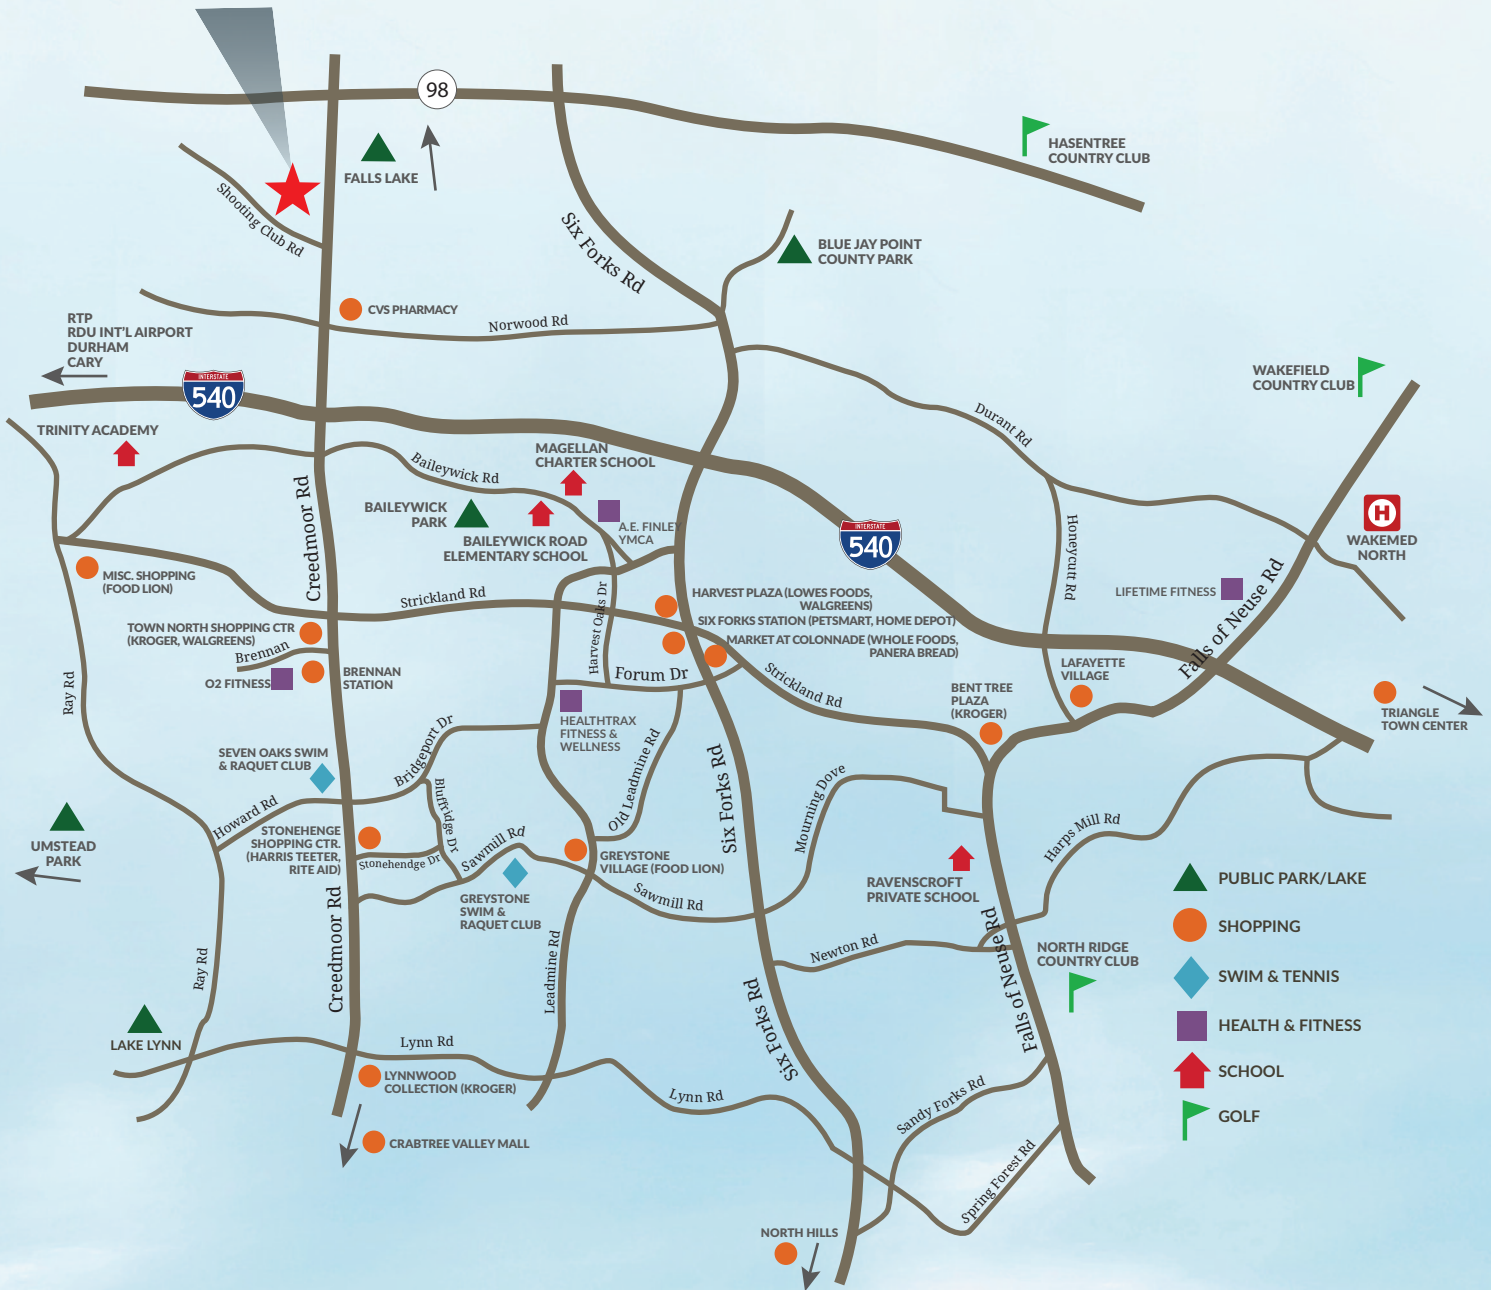 98
FALLS LAKE
HASENTREE
COUNTRY CLUB
Shooting Club Rd
Six Forks Rd
BLUE JAY POINT
COUNTY PARK
CVS PHARMACY
Norwood Rd
RTP
RDU INT'L AIRPORT
DURHAM
CARY
INTERSTATE
540
WAKEFIELD
COUNTRY CLUB
TRINITY ACADEMY
Durant Rd
Baileywick Rd
MAGELLAN
CHARTER SCHOOL
BAILEYWICK
PARK
A.E. FINLEY
YMCA
BAILEYWICK ROAD
ELEMENTARY SCHOOL
INTERSTATE
540
Honeycutt Rd
WAKEMED
NORTH
H
Creedmoor Rd
MISC. SHOPPING
(FOOD LION)
Strickland Rd
Harvest Oaks Dr
HARVEST PLAZA (LOWES FOODS,
WALGREENS)
SIX FORKS STATION (PETSMART, HOME DEPOT)
MARKET AT COLONNADE (WHOLE FOODS,
PANERA BREAD)
LIFETIME FITNESS
Falls of Neuse Rd
TOWN NORTH SHOPPING CTR
(KROGER, WALGREENS)
Brennan
O2 FITNESS
BRENNAN
STATION
Forum Dr
Strickland Rd
LAFAYETTE
VILLAGE
BENT TREE
PLAZA
(KROGER)
TRIANGLE
TOWN CENTER
Ray Rd
HEALTHTRAX
FITNESS &
WELLNESS
SEVEN OAKS SWIM
& RAQUET CLUB
Bridgeport Dr
Old Leadmine Rd
Six Forks Rd
Bluffridge Dr
Howard Rd
Mourning Dove
Harps Mill Rd
UMSTEAD
PARK
STONEHENGE
SHOPPING CTR.
(HARRIS TEETER,
RITE AID)
Stonehendge Dr
Sawmill Rd
GREYSTONE
VILLAGE (FOOD LION)
GREYSTONE
SWIM &
RAQUET CLUB
Sawmill Rd
RAVENSCROFT
PRIVATE SCHOOL
PUBLIC PARK/LAKE
SHOPPING
SWIM & TENNIS
HEALTH & FITNESS
SCHOOL
GOLF
Creedmoor Rd
Ray Rd
Leadmine Rd
Newton Rd
Falls of Neuse Rd
NORTH RIDGE
COUNTRY CLUB
Six Forks Rd
LAKE LYNN
Lynn Rd
LYNNWOOD
COLLECTION (KROGER)
Lynn Rd
Sandy Forks Rd
CRABTREE VALLEY MALL
Spring Forest Rd
NORTH HILLS